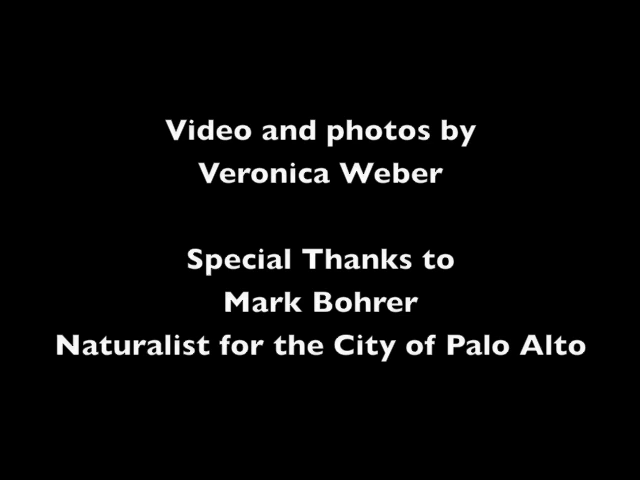 Video and photos by
Veronica Weber
Special Thanks to
Mark Bohrer
Naturalist for the City of Palo Alto